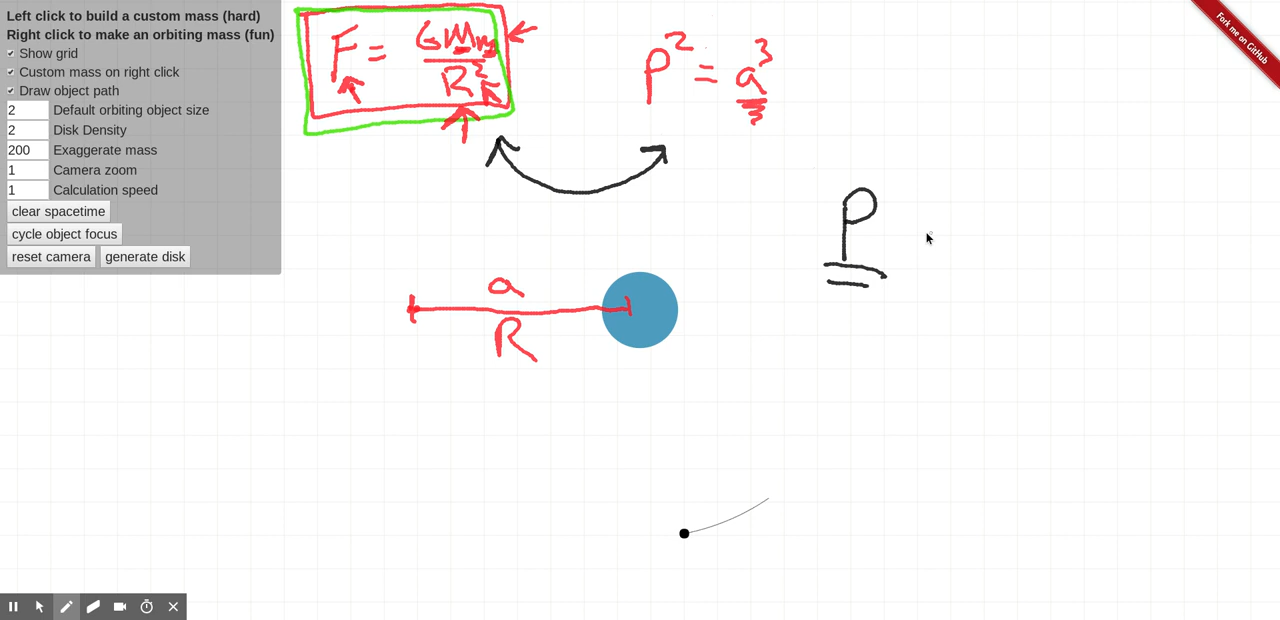 Left click to build a custom mass (hard)
Right click to make an orbiting mass (fun)
Show grid
Custom mass on right click
Draw object path
2 Default orbiting object size
2 Disk Density
200 Exaggerate mass
1 Camera zoom
1 Calculation speed
clear spacetime
cycle object focus
reset camera generate disk
F = GMm / R²
P² = a³
Fork me on GitHub
P
a
R